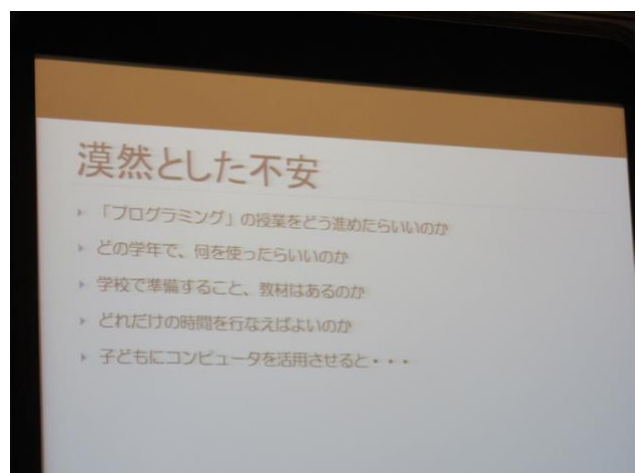 漠然とした不安
「プログラミング」の授業をどう進めたらいいのか
どの学年で、何を使ったらいいのか
学校で準備すること、教材はあるのか
どれだけの時間を行なえばよいのか
子どもにコンピュータを活用させると・・・